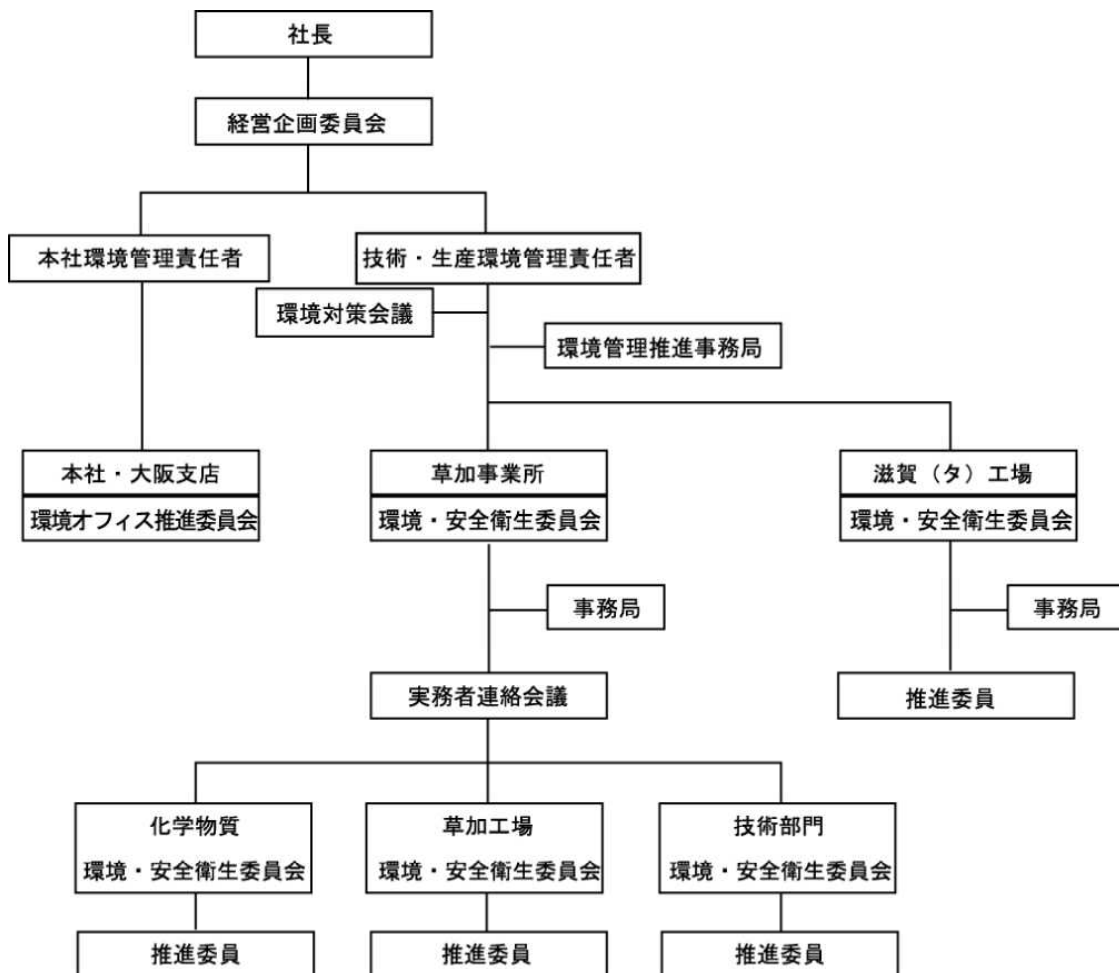 社長
経営企画委員会
本社環境管理責任者
技術・生産環境管理責任者
環境対策会議
環境管理推進事務局
本社・大阪支店
環境オフィス推進委員会
草加事業所
環境・安全衛生委員会
滋賀（タ）工場
環境・安全衛生委員会
事務局
事務局
実務者連絡会議
推進委員
化学物質
環境・安全衛生委員会
草加工場
環境・安全衛生委員会
技術部門
環境・安全衛生委員会
推進委員
推進委員
推進委員